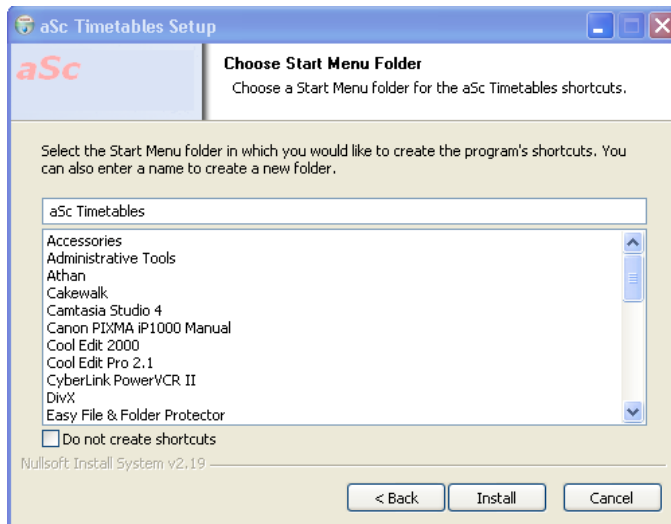 aSc Timetables Setup
aSc
Choose Start Menu Folder
Choose a Start Menu folder for the aSc Timetables shortcuts.
Select the Start Menu folder in which you would like to create the program's shortcuts. You
can also enter a name to create a new folder.
aSc Timetables
Accessories
Administrative Tools
Athan
Cakewalk
Camtasia Studio 4
Canon PIXMA iP1000 Manual
Cool Edit 2000
Cool Edit Pro 2.1
CyberLink PowerVCR II
DivX
Easy File & Folder Protector
Do not create shortcuts
Nullsoft Install System v2.19
< Back
Install
Cancel